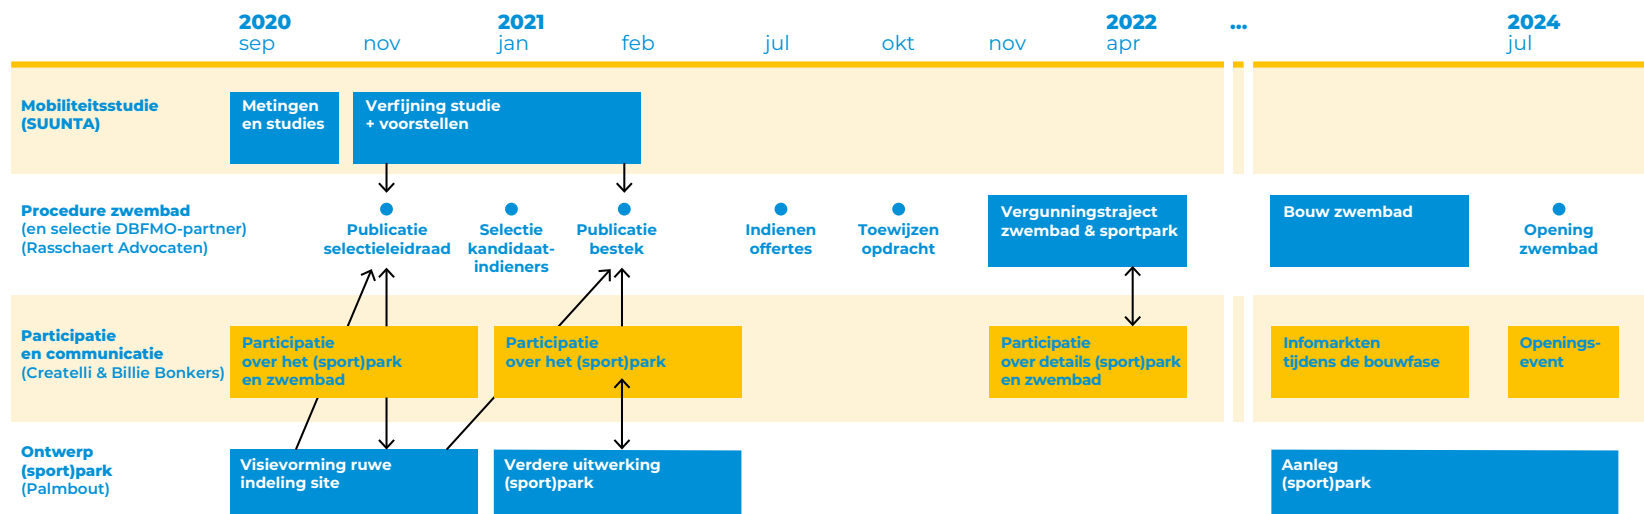 2020
sep
nov
2021
jan
feb
jul
okt
nov
2022
apr
...
2024
jul
Mobiliteitsstudie
(SUUNTA)
Metingen
en studies
Verfijning studie
+ voorstellen
Procedure zwembad
(en selectie DBFMO-partner)
(Rasschaert Advocaten)
Publicatie
selectieleidraad
Selectie
kandidaat-
indieners
Publicatie
bestek
Indienen
offertes
Toewijzen
opdracht
Vergunningstraject
zwembad & sportpark
Bouw zwembad
Opening
zwembad
Participatie
en communicatie
(Createlli & Billie Bonkers)
Participatie
over het (sport)park
en zwembad
Participatie
over het (sport)park
Participatie
over details (sport)park
en zwembad
Infomarkten
tijdens de bouwfase
Openings-
event
Ontwerp
(sport)park
(Palmbout)
Visievorming ruwe
indeling site
Verdere uitwerking
(sport)park
Aanleg
(sport)park